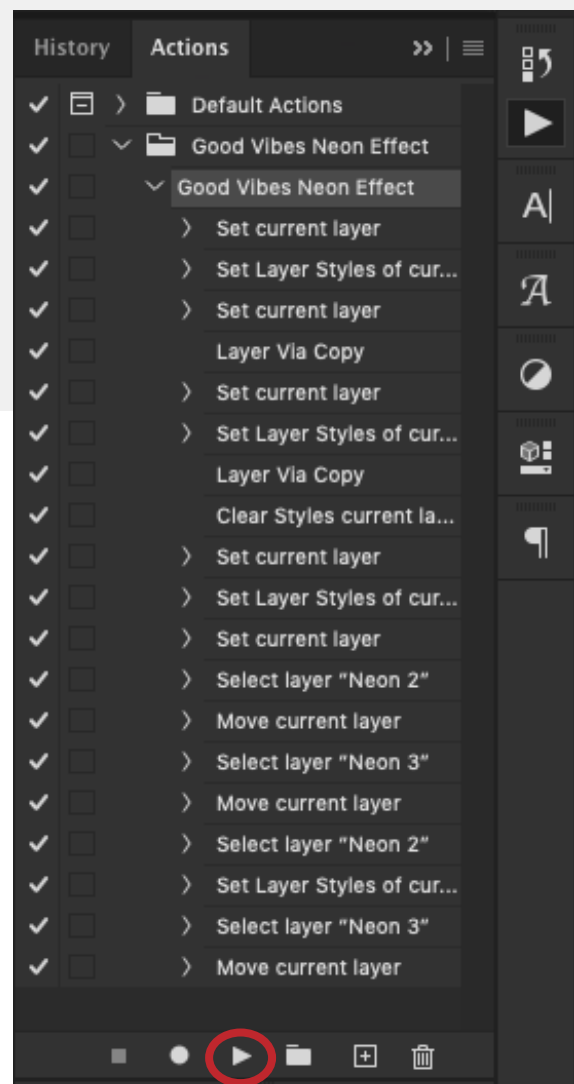 History Actions
Default Actions
Good Vibes Neon Effect
Good Vibes Neon Effect
Set current layer
Set Layer Styles of cur...
Set current layer
Layer Via Copy
Set current layer
Set Layer Styles of cur...
Layer Via Copy
Clear Styles current la...
Set current layer
Set Layer Styles of cur...
Set current layer
Select layer “Neon 2”
Move current layer
Select layer “Neon 3”
Move current layer
Select layer “Neon 2”
Set Layer Styles of cur...
Select layer “Neon 3”
Move current layer